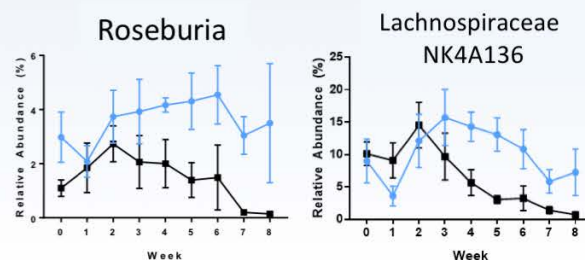 Roseburia
Relative Abundance (%)
6
4
2
0
0 1 2 3 4 5 6 7 8
Week
Lachnospiraceae
NK4A136
Relative Abundance (%)
25
20
15
10
5
0
0 1 2 3 4 5 6 7 8
Week